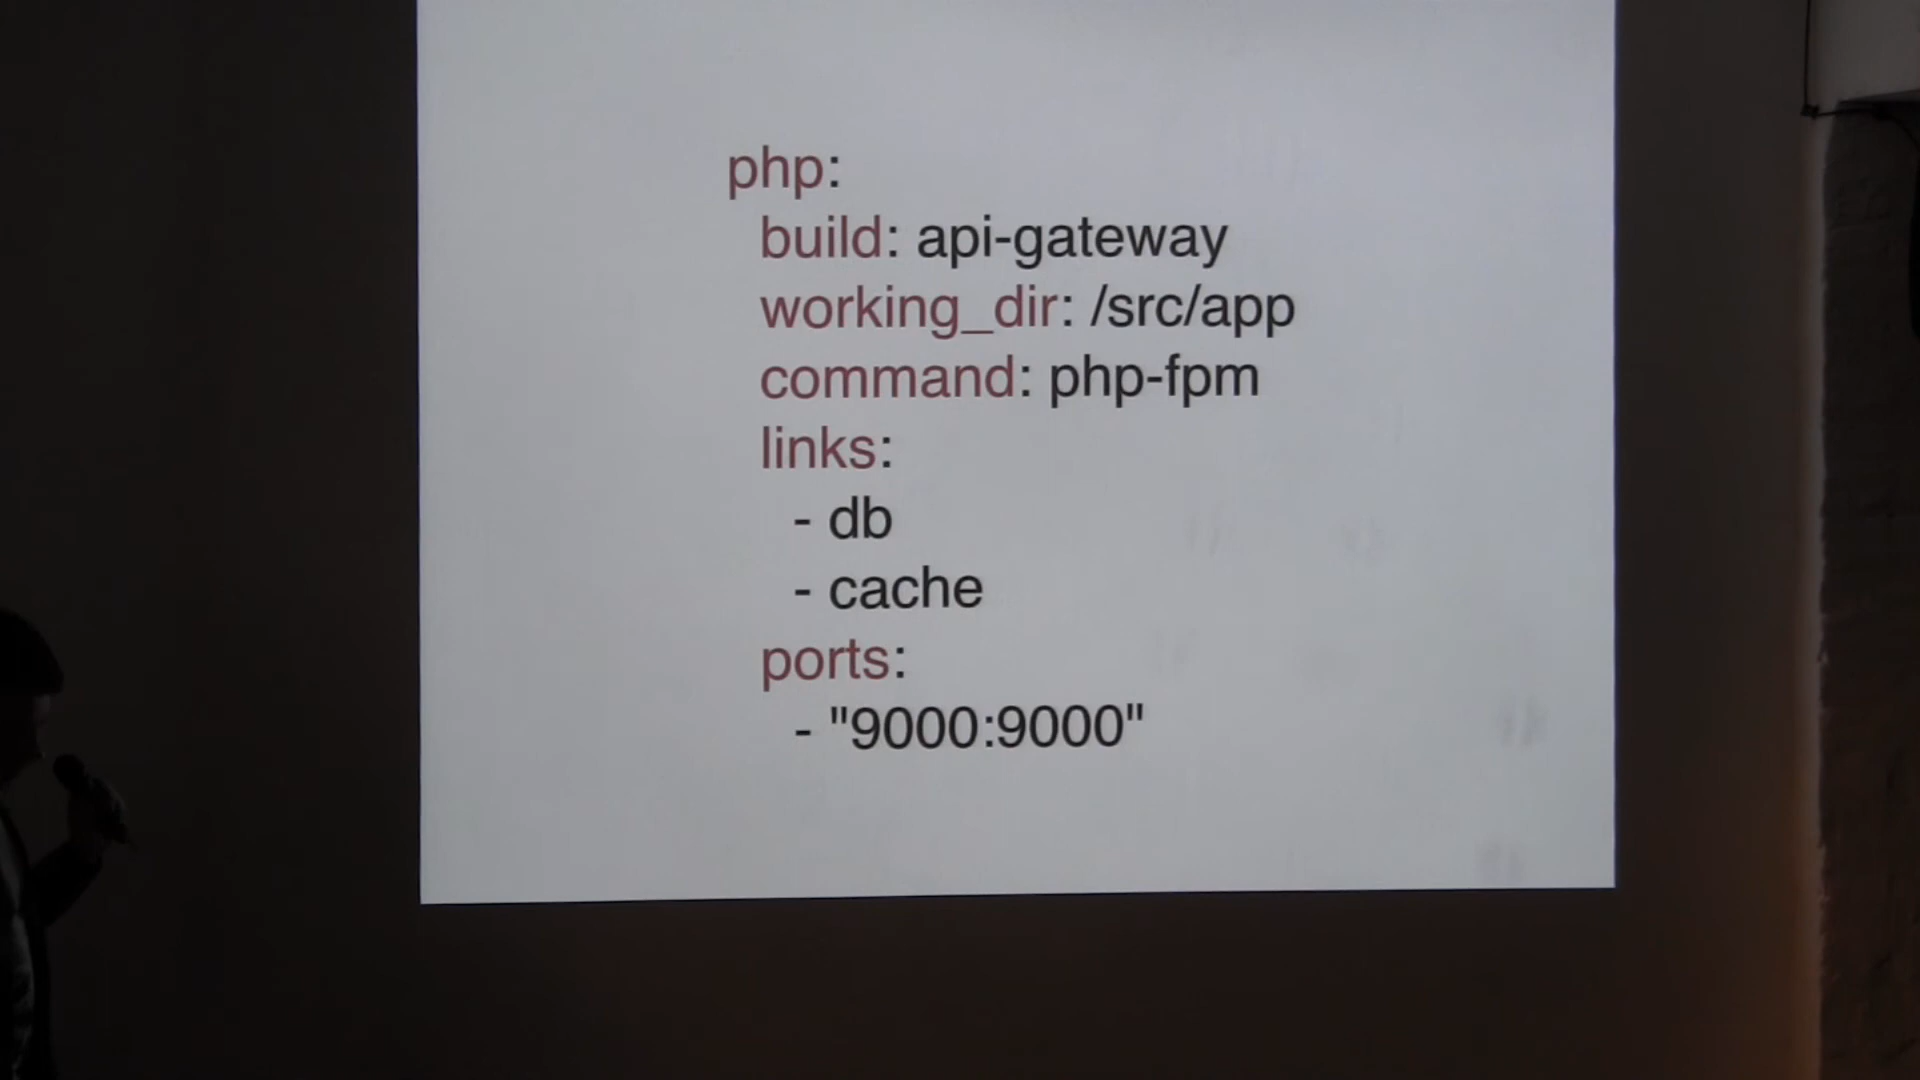 php:
build: api-gateway
working_dir: /src/app
command: php-fpm
links:
- db
- cache
ports:
- "9000:9000"